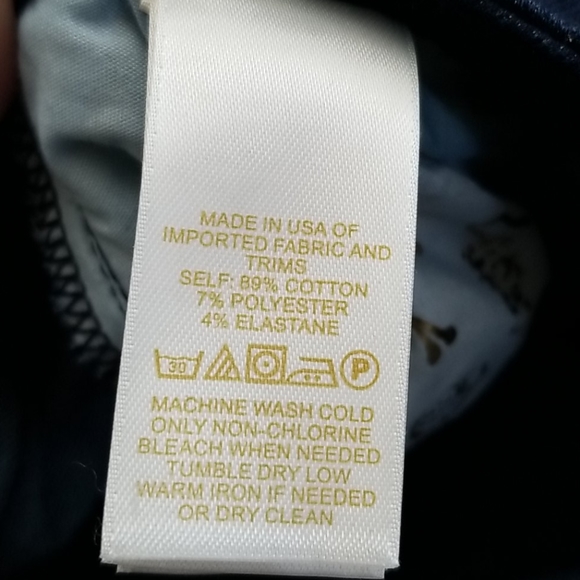 MADE IN USA OF
IMPORTED FABRIC AND
TRIMS
SELF: 89% COTTON
7% POLYESTER
4% ELASTANE
30 P
MACHINE WASH COLD
ONLY NON-CHLORINE
BLEACH WHEN NEEDED
TUMBLE DRY LOW
WARM IRON IF NEEDED
OR DRY CLEAN